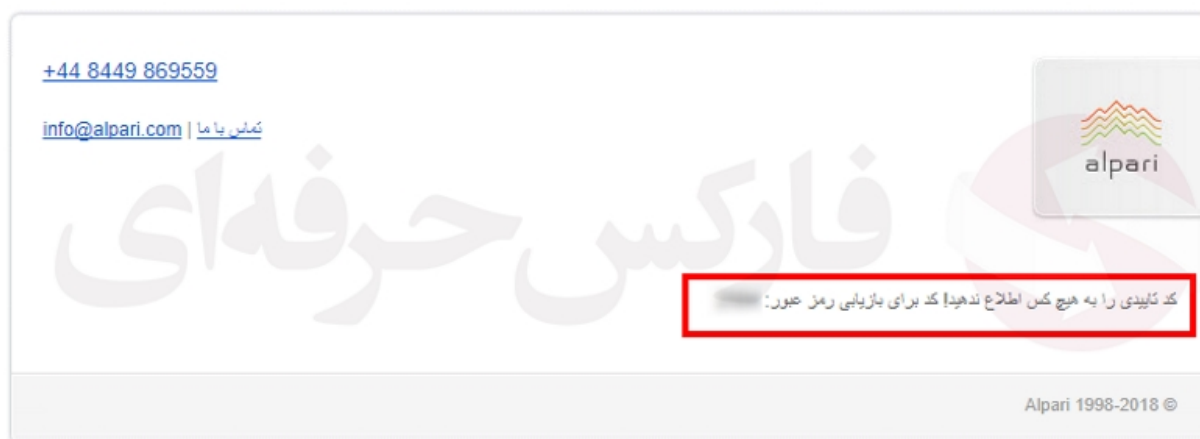 +44 8449 869559
info@alpari.com | تماس با ما
alpari
فارکس حرفه‌ای
کد تاییدی را به هیچ کس اطلاع ندهید! کد برای بازیابی رمز عبور:
Alpari 1998-2018 ©